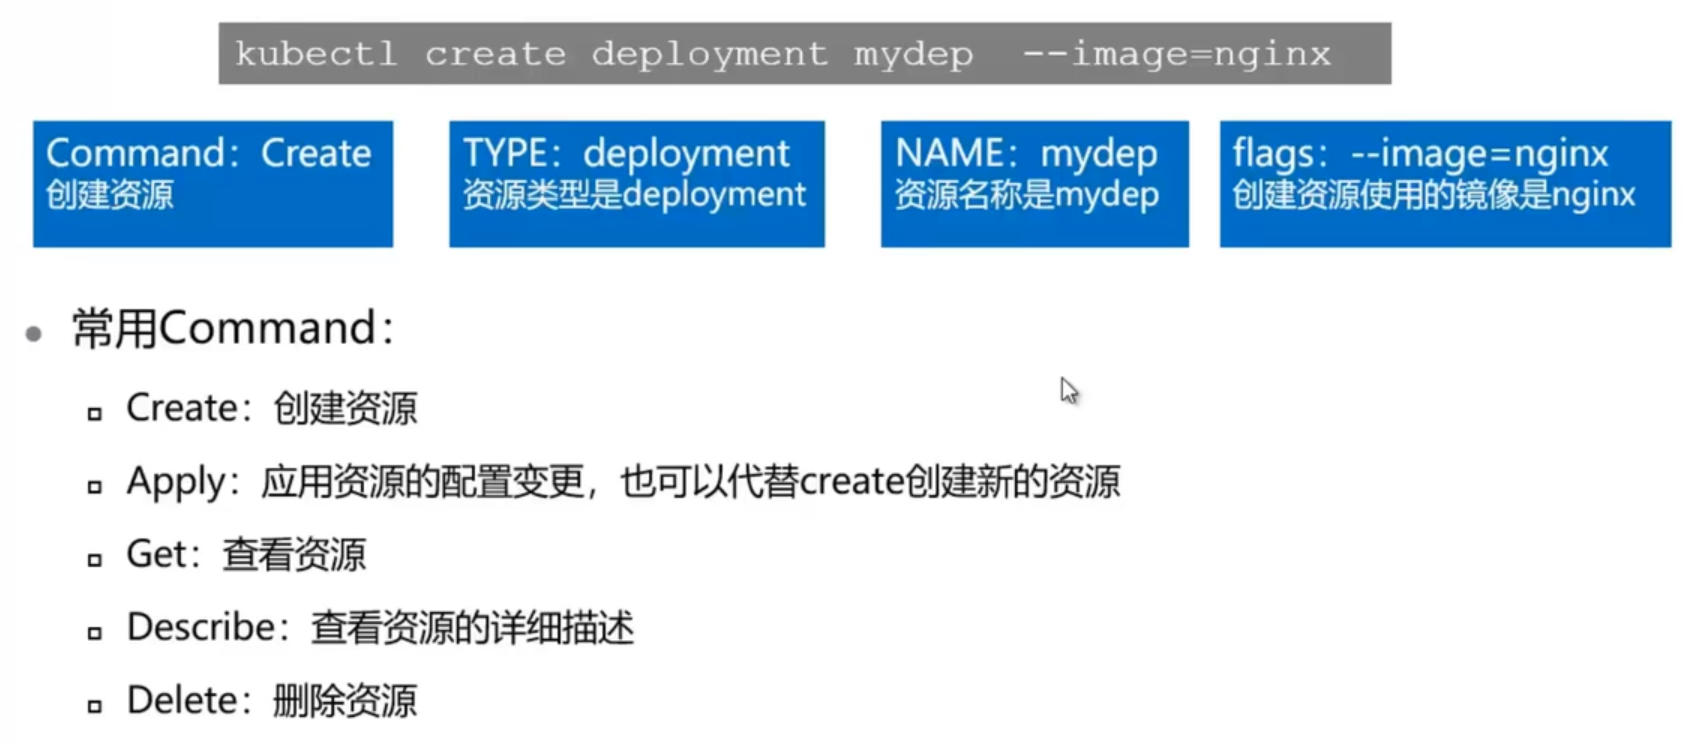 kubectl create deployment mydep --image=nginx
Command：Create
创建资源
TYPE：deployment
资源类型是deployment
NAME：mydep
资源名称是mydep
flags：--image=nginx
创建资源使用的镜像是nginx
常用Command：
Create：创建资源
Apply：应用资源的配置变更，也可以代替create创建新的资源
Get：查看资源
Describe：查看资源的详细描述
Delete：删除资源